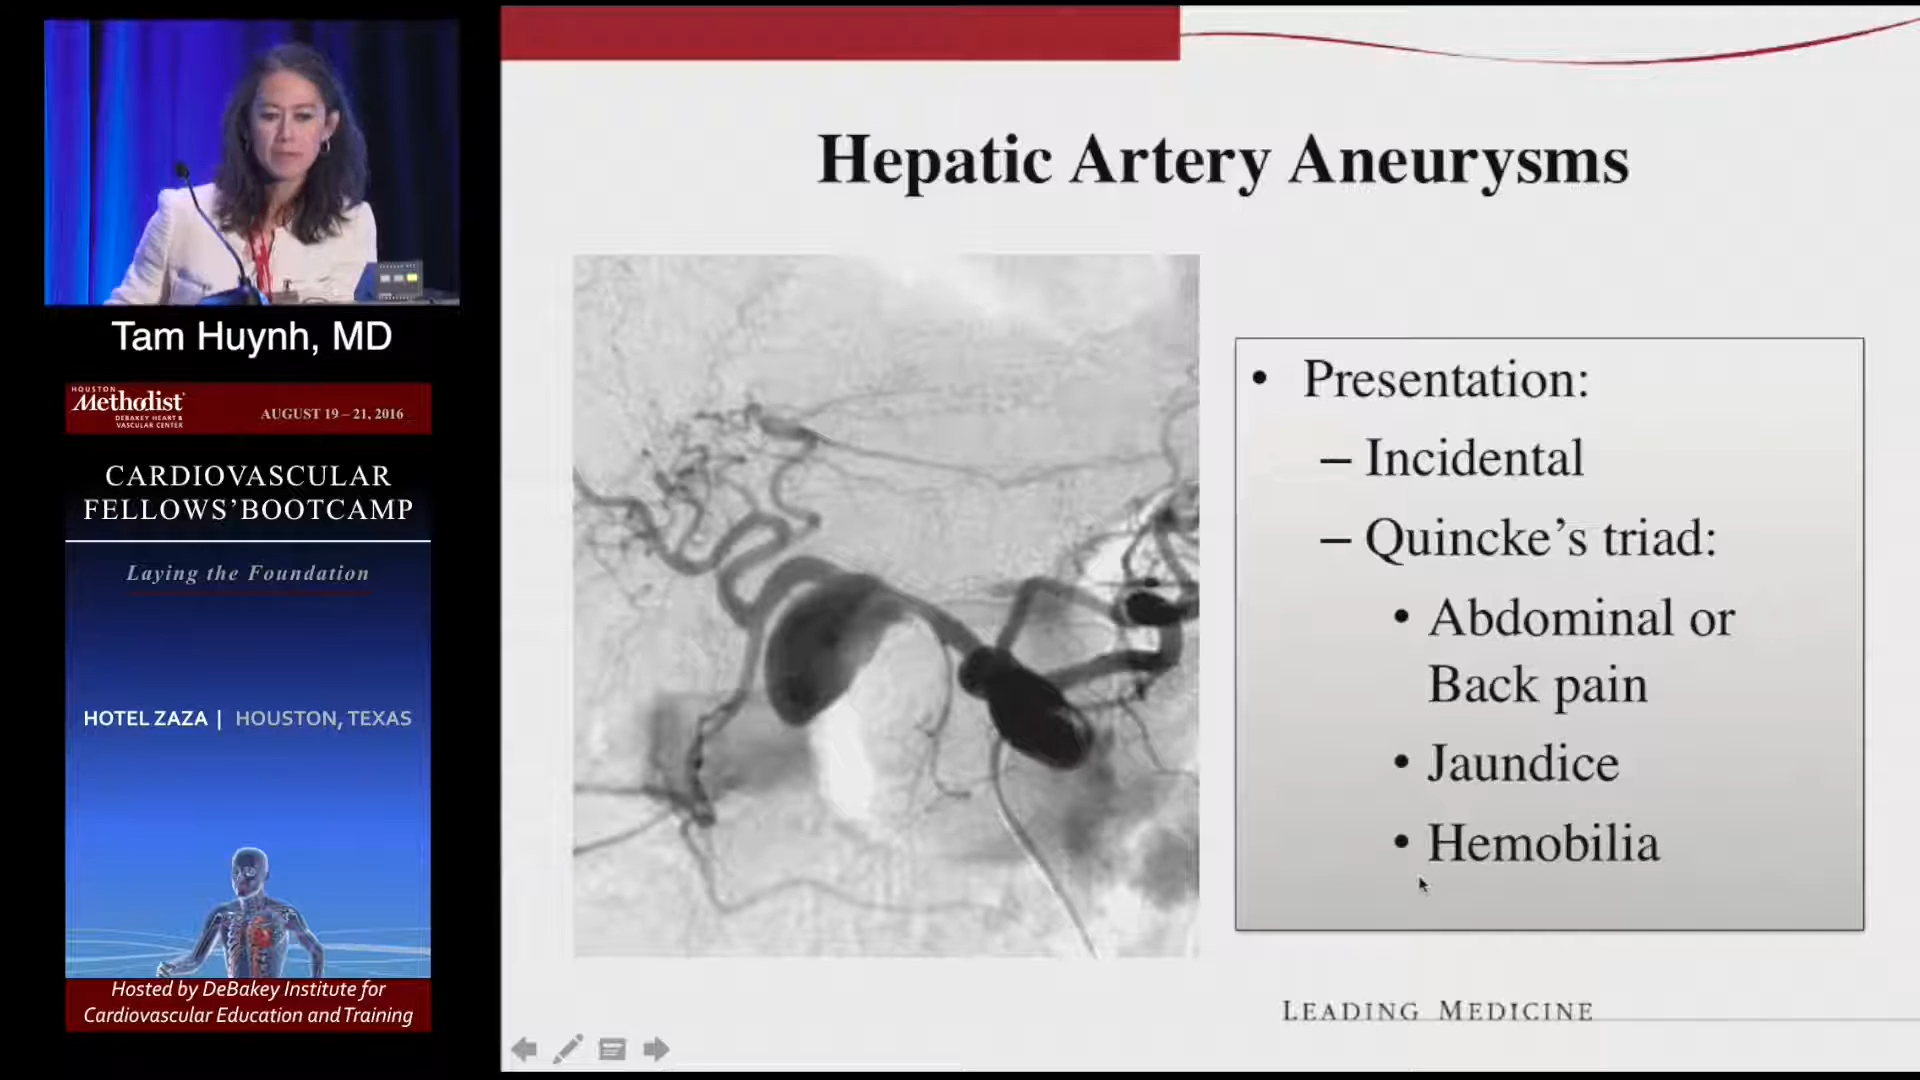 Tam Huynh, MD
HOUSTON
Methodist
DEBAKEY HEART &
VASCULAR CENTER
AUGUST 19 – 21, 2016
CARDIOVASCULAR
FELLOWS’BOOTCAMP
Laying the Foundation
HOTEL ZAZA | HOUSTON, TEXAS
Hosted by DeBakey Institute for
Cardiovascular Education and Training
Hepatic Artery Aneurysms
• Presentation:
– Incidental
– Quincke’s triad:
• Abdominal or
Back pain
• Jaundice
• Hemobilia
LEADING MEDICINE